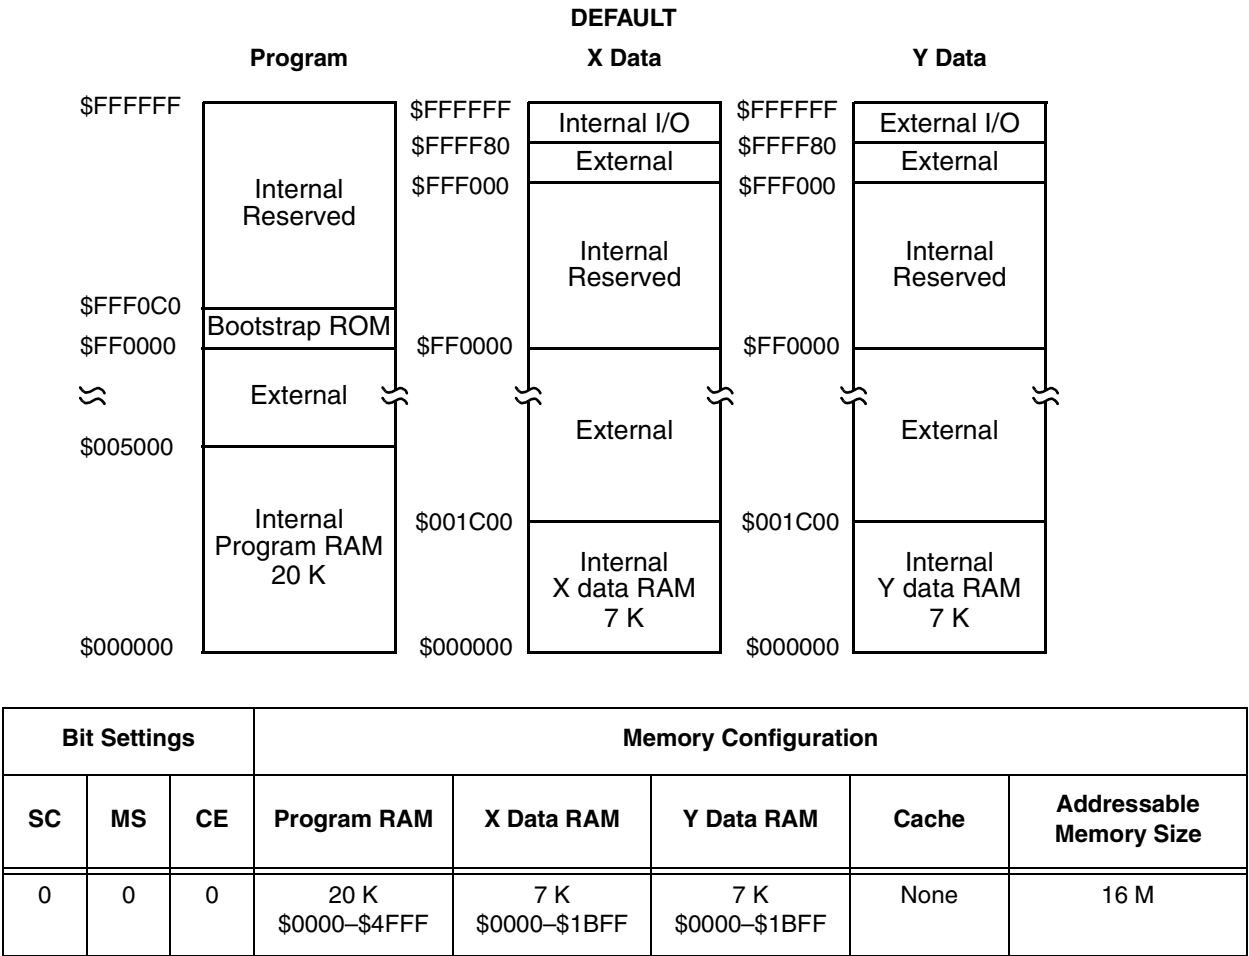 DEFAULT
Program
X Data
Y Data
$FFFFFF
Internal
Reserved
$FFF0C0
Bootstrap ROM
$FF0000
External
$005000
Internal
Program RAM
20 K
$000000
$FFFFFF
Internal I/O
$FFFF80
External
$FFF000
Internal
Reserved
$FF0000
External
$001C00
Internal
X data RAM
7 K
$000000
$FFFFFF
External I/O
$FFFF80
External
$FFF000
Internal
Reserved
$FF0000
External
$001C00
Internal
Y data RAM
7 K
$000000
Bit Settings
Memory Configuration
SC
MS
CE
Program RAM
X Data RAM
Y Data RAM
Cache
Addressable
Memory Size
0
0
0
20 K
$0000–$4FFF
7 K
$0000–$1BFF
7 K
$0000–$1BFF
None
16 M